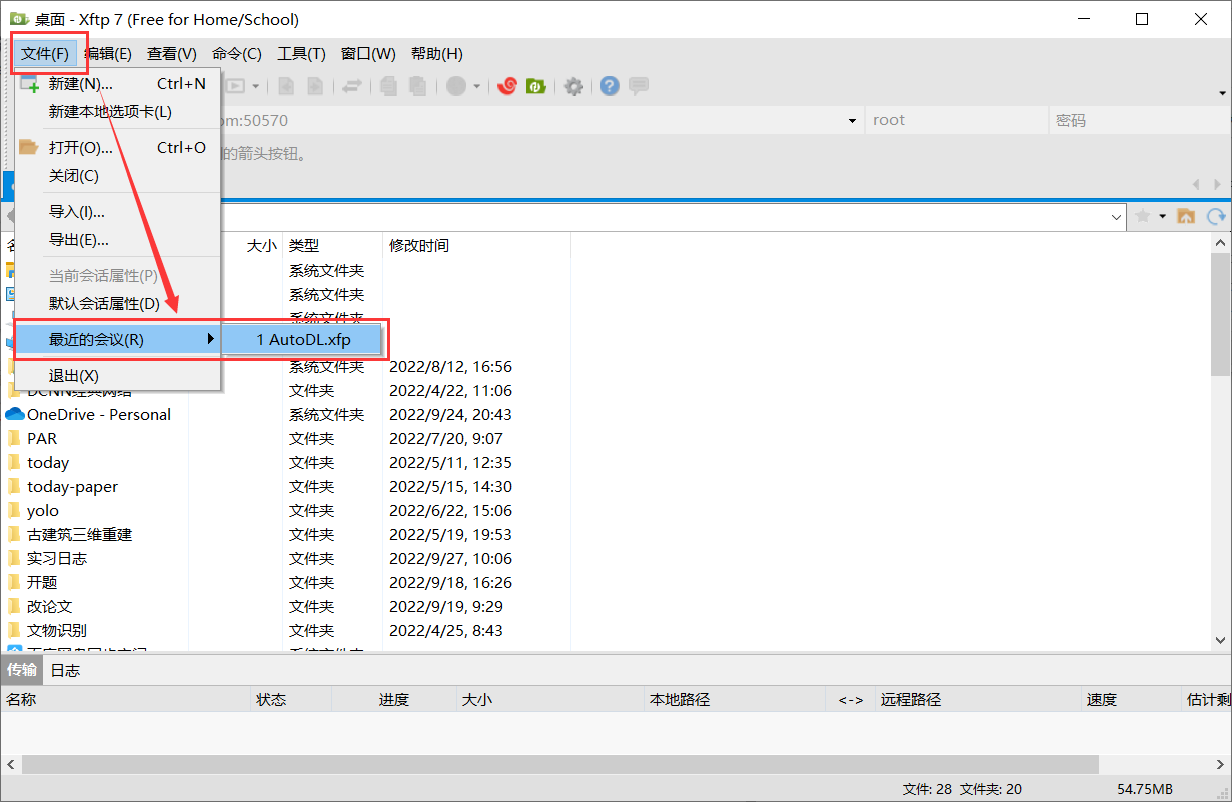 桌面 - Xftp 7 (Free for Home/School)
文件(F) 编辑(E) 查看(V) 命令(C) 工具(T) 窗口(W) 帮助(H)
新建(N)... Ctrl+N
新建本地选项卡(L)
:50570 root 密码
打开(O)... Ctrl+O
的箭头按钮。
关闭(C)
导入(I)...
导出(E)...
大小 类型 修改时间
系统文件夹
当前会话属性(P)
系统文件夹
默认会话属性(D)
系统文件夹
最近的会议(R) 1 AutoDL.xfp
系统文件夹 2022/8/12, 16:56
退出(X)
DCNN经典网络 文件夹 2022/4/22, 11:06
OneDrive - Personal 系统文件夹 2022/9/24, 20:43
PAR 文件夹 2022/7/20, 9:07
today 文件夹 2022/5/11, 12:35
today-paper 文件夹 2022/5/15, 14:30
yolo 文件夹 2022/6/22, 15:06
古建筑三维重建 文件夹 2022/5/19, 19:53
实习日志 文件夹 2022/9/27, 10:06
开题 文件夹 2022/9/18, 16:26
改论文 文件夹 2022/9/19, 9:29
文物识别 文件夹 2022/4/25, 8:43
传输 日志
名称 状态 进度 大小 本地路径 <-> 远程路径 速度 估计剩
文件: 28 文件夹: 20 54.75MB